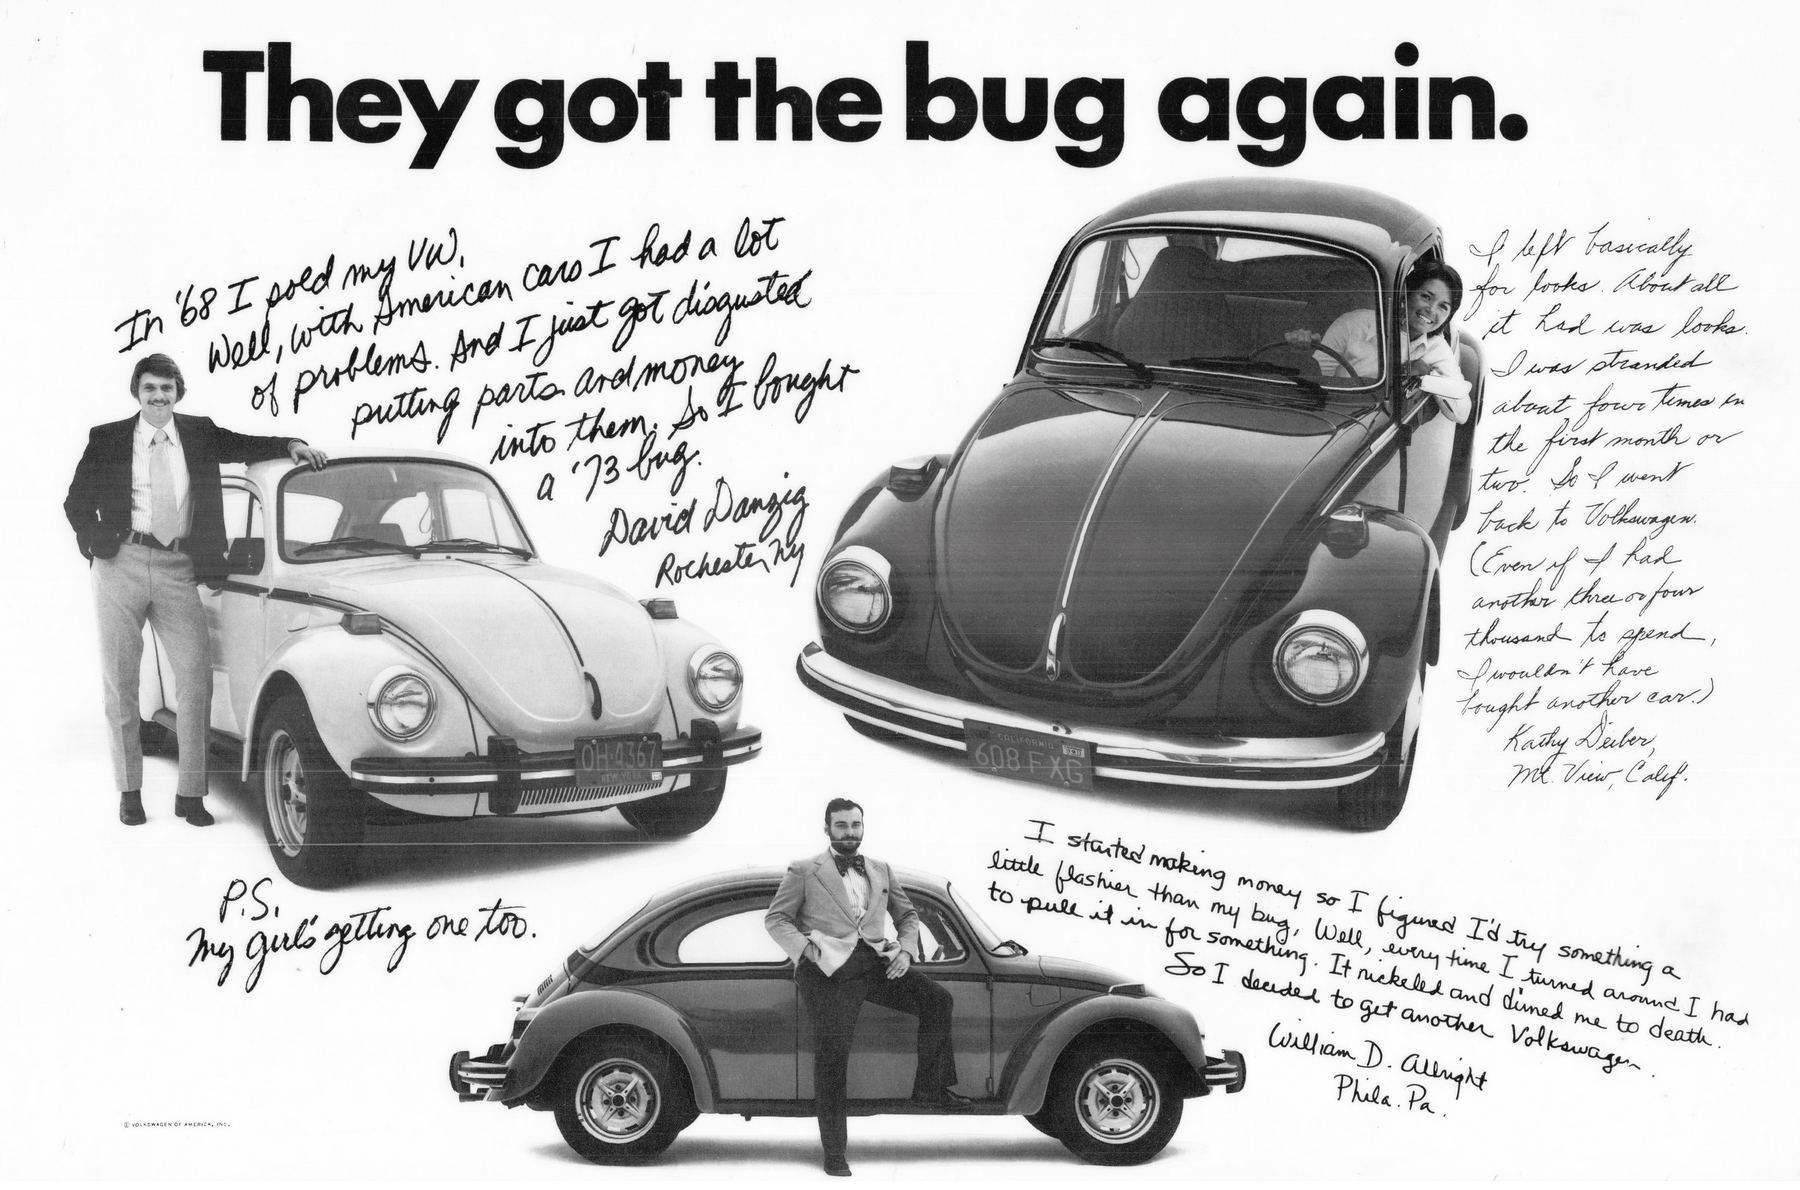 They got the bug again.
In '68 I sold my VW.
Well, with American cars I had a lot
of problems. And I just got disgusted
putting parts and money
into them. So I bought
a '73 bug.
David Danzig
Rochester NY
P.S.
My girl's getting one too.
OH·4367
NEW YORK
CALIFORNIA
608 FXG
I left basically
for looks. About all
it had was looks.
I was stranded
about four times in
the first month or
two. So I went
back to Volkswagen.
(Even if I had
another three or four
thousand to spend,
I wouldn't have
bought another car.)
Kathy Deiber,
Mt. View, Calif.
I started making money so I figured I'd try something a
little flashier than my bug, Well, every time I turned around I had
to pull it in for something. It nickeled and dimed me to death.
So I decided to get another Volkswagen.
William D. Allright
Phila. Pa.
© VOLKSWAGEN OF AMERICA, INC.